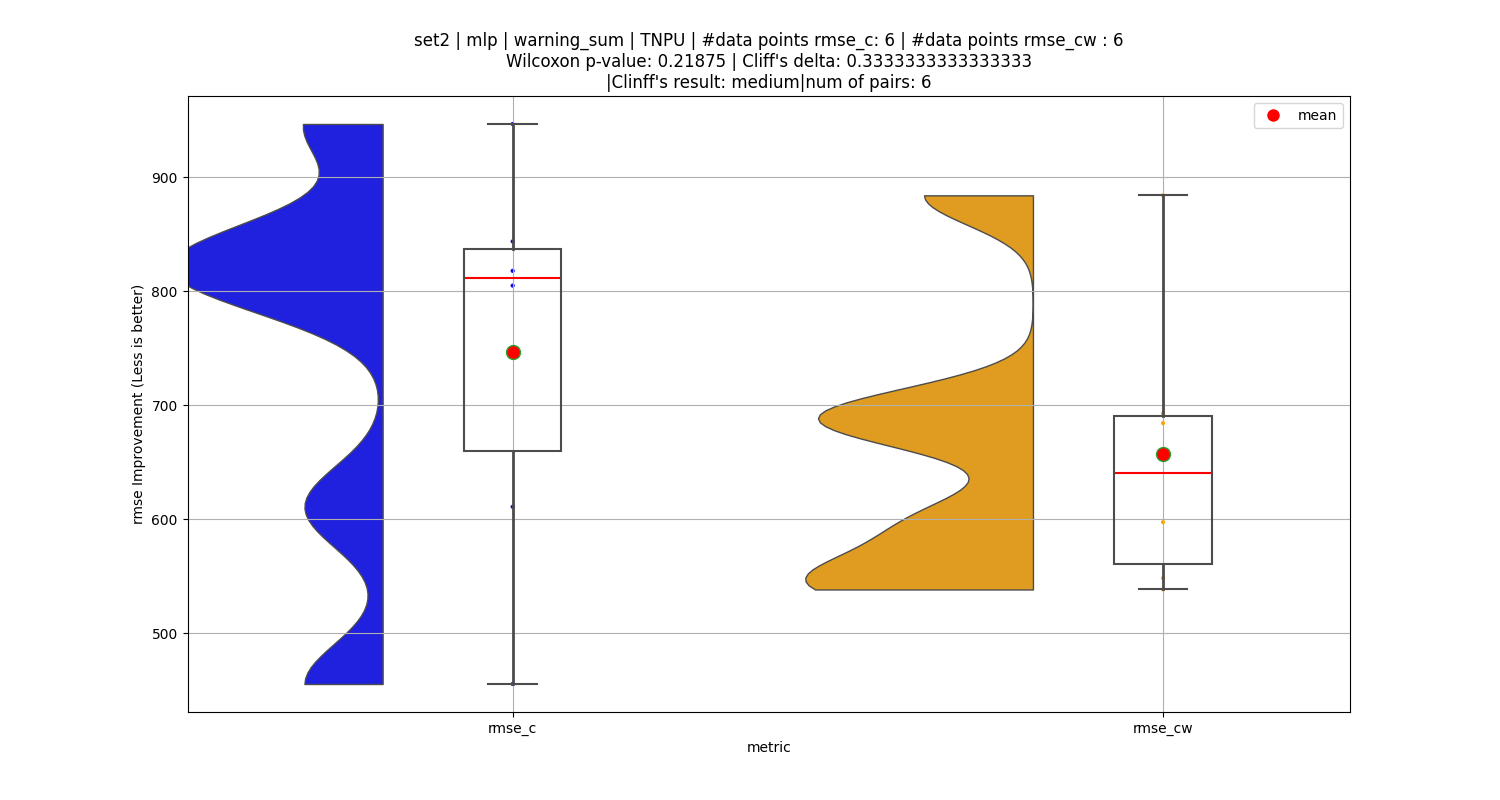 set2 | mlp | warning_sum | TNPU | #data points rmse_c: 6 | #data points rmse_cw : 6
Wilcoxon p-value: 0.21875 | Cliff's delta: 0.3333333333333333
|Clinff's result: medium|num of pairs: 6
mean
rmse Improvement (Less is better)
900
800
700
600
500
rmse_c
rmse_cw
metric